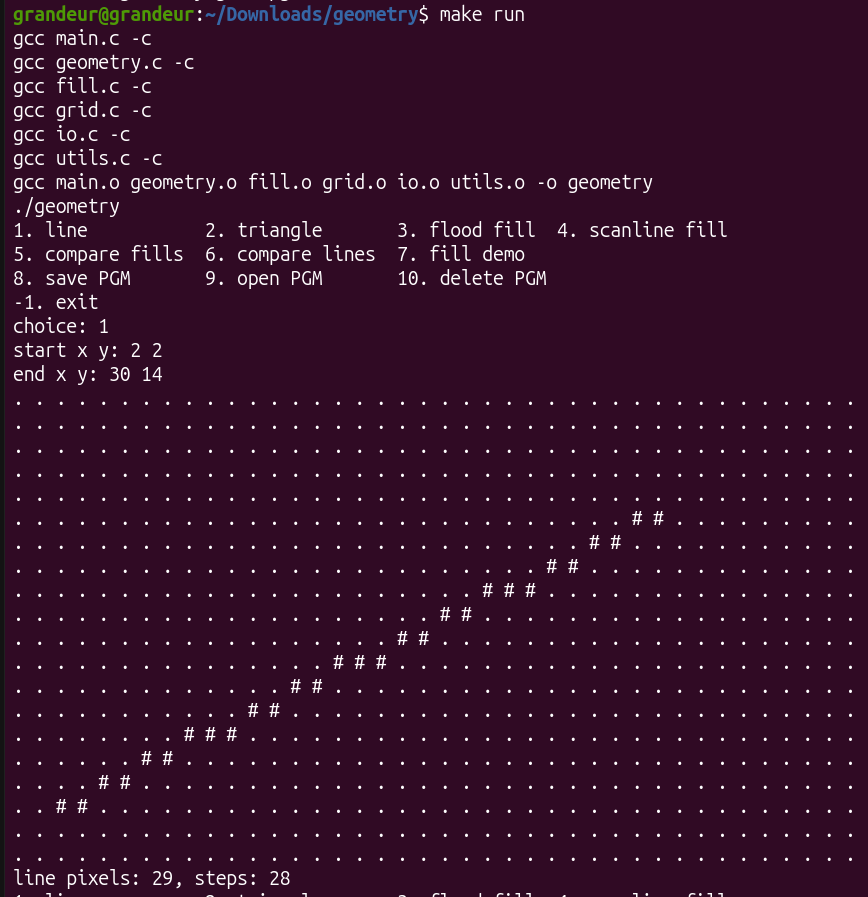 grandeur@grandeur:~/Downloads/geometry$ make run
gcc main.c -c
gcc geometry.c -c
gcc fill.c -c
gcc grid.c -c
gcc io.c -c
gcc utils.c -c
gcc main.o geometry.o fill.o grid.o io.o utils.o -o geometry
./geometry
1. line           2. triangle       3. flood fill  4. scanline fill
5. compare fills  6. compare lines  7. fill demo
8. save PGM       9. open PGM       10. delete PGM
-1. exit
choice: 1
start x y: 2 2
end x y: 30 14
. . . . . . . . . . . . . . . . . . . . . . . . . . . . . . . . . . . . . . . .
. . . . . . . . . . . . . . . . . . . . . . . . . . . . . . . . . . . . . . . .
. . . . . . . . . . . . . . . . . . . . . . . . . . . . . . . . . . . . . . . .
. . . . . . . . . . . . . . . . . . . . . . . . . . . . . . . . . . . . . . . .
. . . . . . . . . . . . . . . . . . . . . . . . . . . . . . . . . . . . . . . .
. . . . . . . . . . . . . . . . . . . . . . . . . . . . . # # . . . . . . . . .
. . . . . . . . . . . . . . . . . . . . . . . . . . . # # . . . . . . . . . . .
. . . . . . . . . . . . . . . . . . . . . . . . . # # . . . . . . . . . . . . .
. . . . . . . . . . . . . . . . . . . . . . # # # . . . . . . . . . . . . . . .
. . . . . . . . . . . . . . . . . . . . # # . . . . . . . . . . . . . . . . . .
. . . . . . . . . . . . . . . . . . # # . . . . . . . . . . . . . . . . . . . .
. . . . . . . . . . . . . . . # # # . . . . . . . . . . . . . . . . . . . . . .
. . . . . . . . . . . . . # # . . . . . . . . . . . . . . . . . . . . . . . . .
. . . . . . . . . . . # # . . . . . . . . . . . . . . . . . . . . . . . . . . .
. . . . . . . . # # # . . . . . . . . . . . . . . . . . . . . . . . . . . . . .
. . . . . . # # . . . . . . . . . . . . . . . . . . . . . . . . . . . . . . . .
. . . . # # . . . . . . . . . . . . . . . . . . . . . . . . . . . . . . . . . .
. . # # . . . . . . . . . . . . . . . . . . . . . . . . . . . . . . . . . . . .
. . . . . . . . . . . . . . . . . . . . . . . . . . . . . . . . . . . . . . . .
. . . . . . . . . . . . . . . . . . . . . . . . . . . . . . . . . . . . . . . .
line pixels: 29, steps: 28